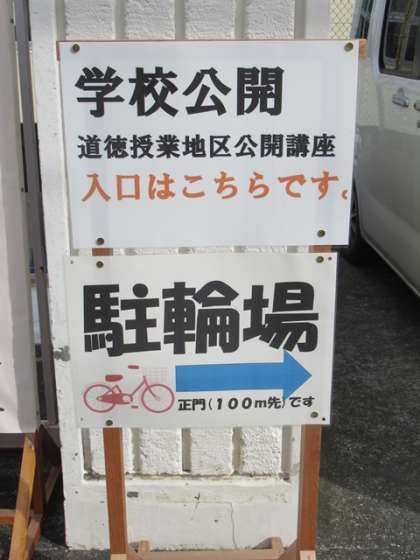 学校公開
道徳授業地区公開講座
入口はこちらです。
駐輪場
正門(100m先)です